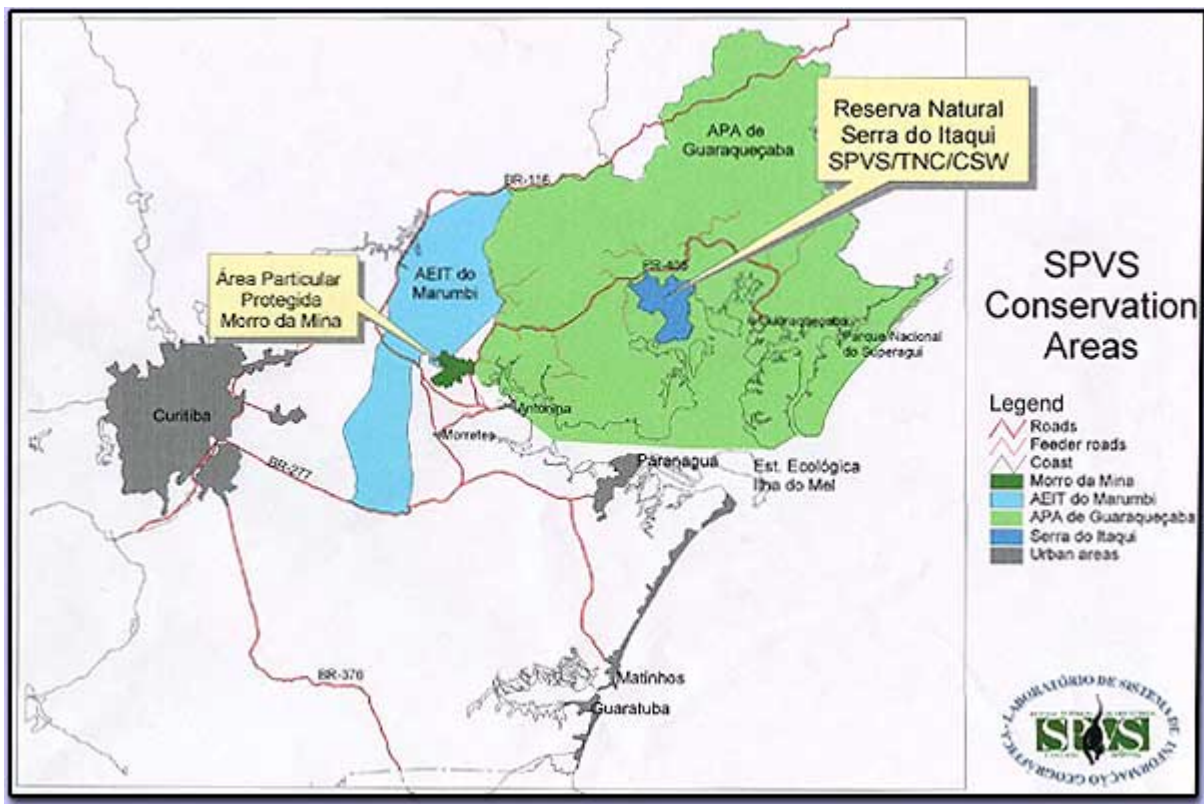 APA de
Guaraqueçaba
Reserva Natural
Serra do Itaqui
SPVS/TNC/CSW
BR-116
Área Particular
Protegida
Morro da Mina
AEIT do
Marumbi
Guaraqueçaba
Parque Nacional
do Superagui
SPVS
Conservation
Areas
Curitiba
Antonina
Morretes
BR-277
Paranaguá
Est. Ecológica
Ilha do Mel
Legend
Roads
Feeder roads
Coast
Morro da Mina
AEIT do Marumbi
APA de Guaraqueçaba
Serra do Itaqui
Urban areas
BR-376
Matinhos
Guaratuba
LABORATÓRIO DE SISTEMA DE INFORMAÇÃO GEOGRÁFICA
SPVS